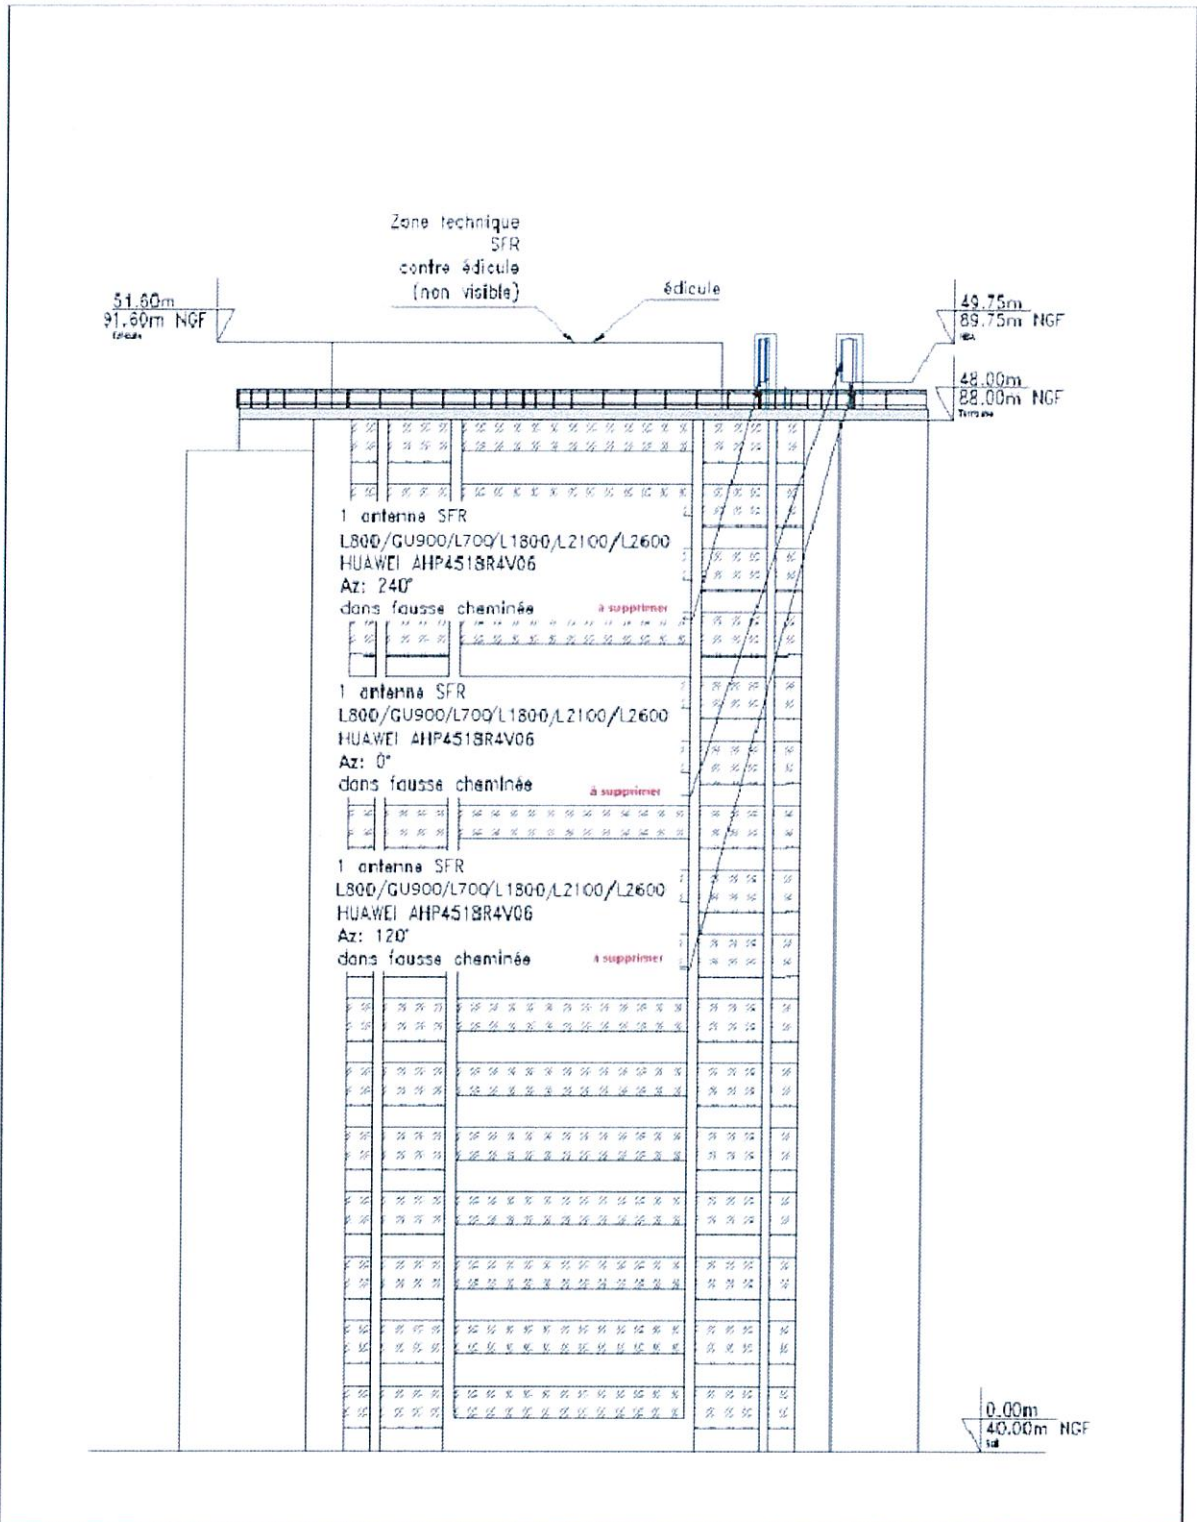 Zone technique
SFR
contre édicule
(non visible)
édicule
51.60m
91.60m NGF
49.75m
89.75m NGF
HBA
48.00m
88.00m NGF
Terrasse
1 antenne SFR
L800/GU900/L700/L1800/L2100/L2600
HUAWEI AHP4518R4V06
Az: 240°
dans fausse cheminée
à supprimer
1 antenne SFR
L800/GU900/L700/L1800/L2100/L2600
HUAWEI AHP4518R4V06
Az: 0°
dans fausse cheminée
à supprimer
1 antenne SFR
L800/GU900/L700/L1800/L2100/L2600
HUAWEI AHP4518R4V06
Az: 120°
dans fausse cheminée
à supprimer
0.00m
40.00m NGF
Sol